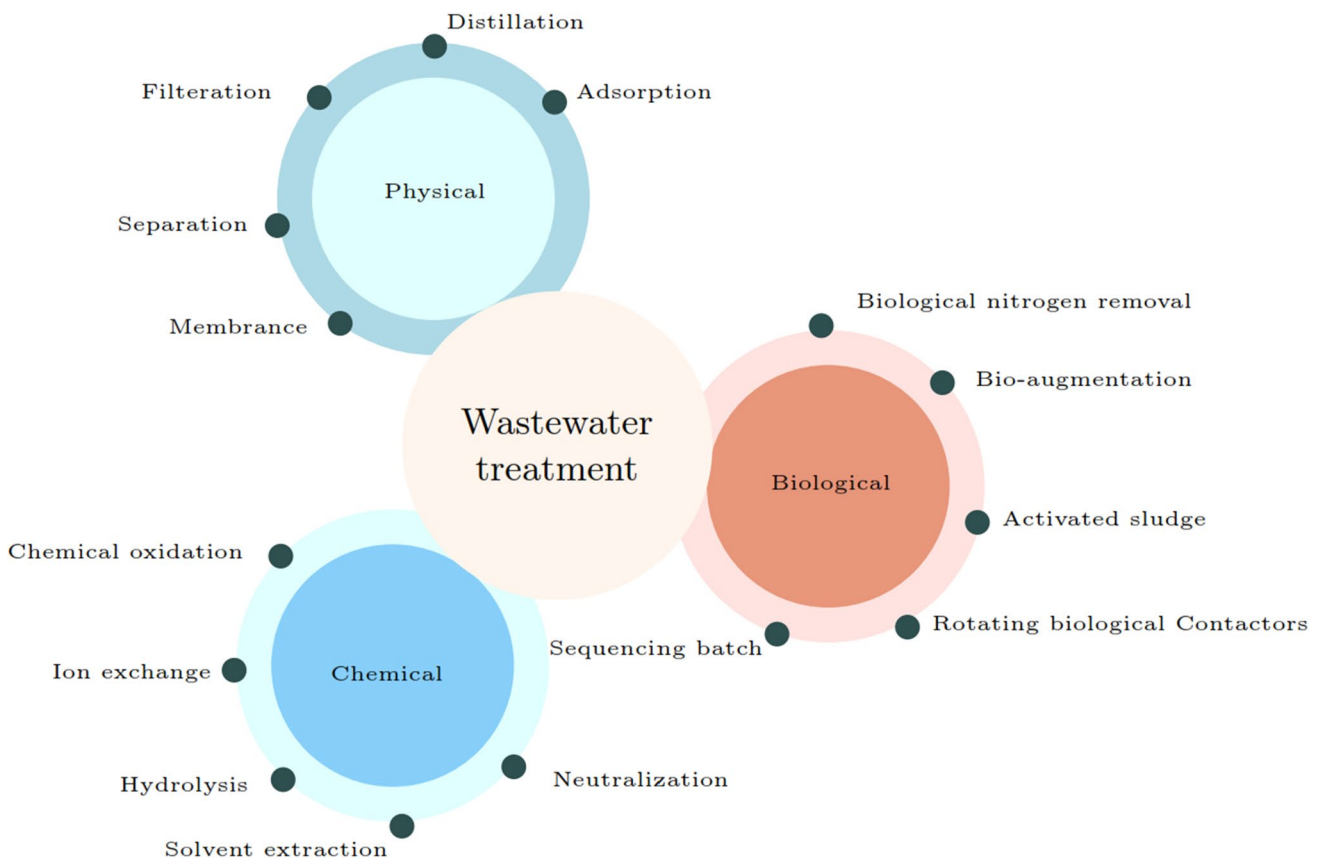 Distillation
Filteration
Adsorption
Physical
Separation
Membrance
Biological nitrogen removal
Bio-augmentation
Wastewater
treatment
Biological
Activated sludge
Rotating biological Contactors
Sequencing batch
Chemical oxidation
Ion exchange
Chemical
Hydrolysis
Neutralization
Solvent extraction